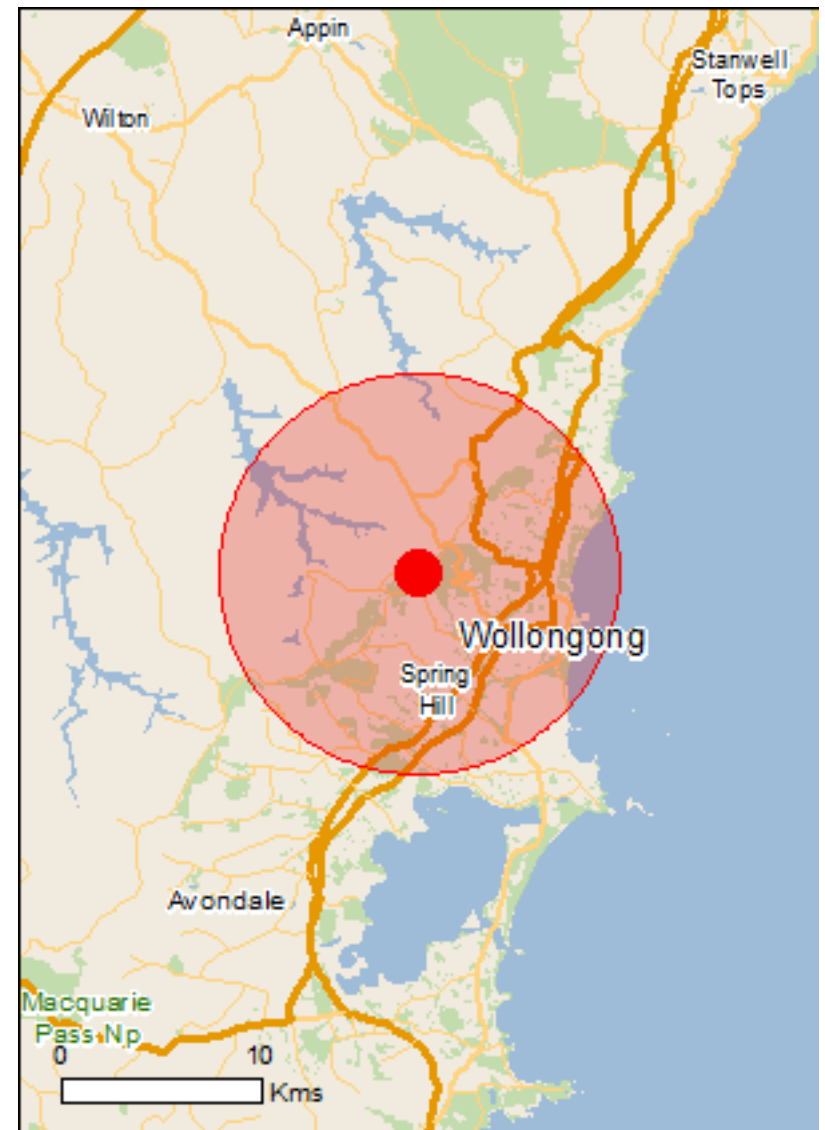 Appin
Stanwell
Tops
Wilton
Wollongong
Spring
Hill
Avondale
Macquarie
Pass Np
0 10
Kms